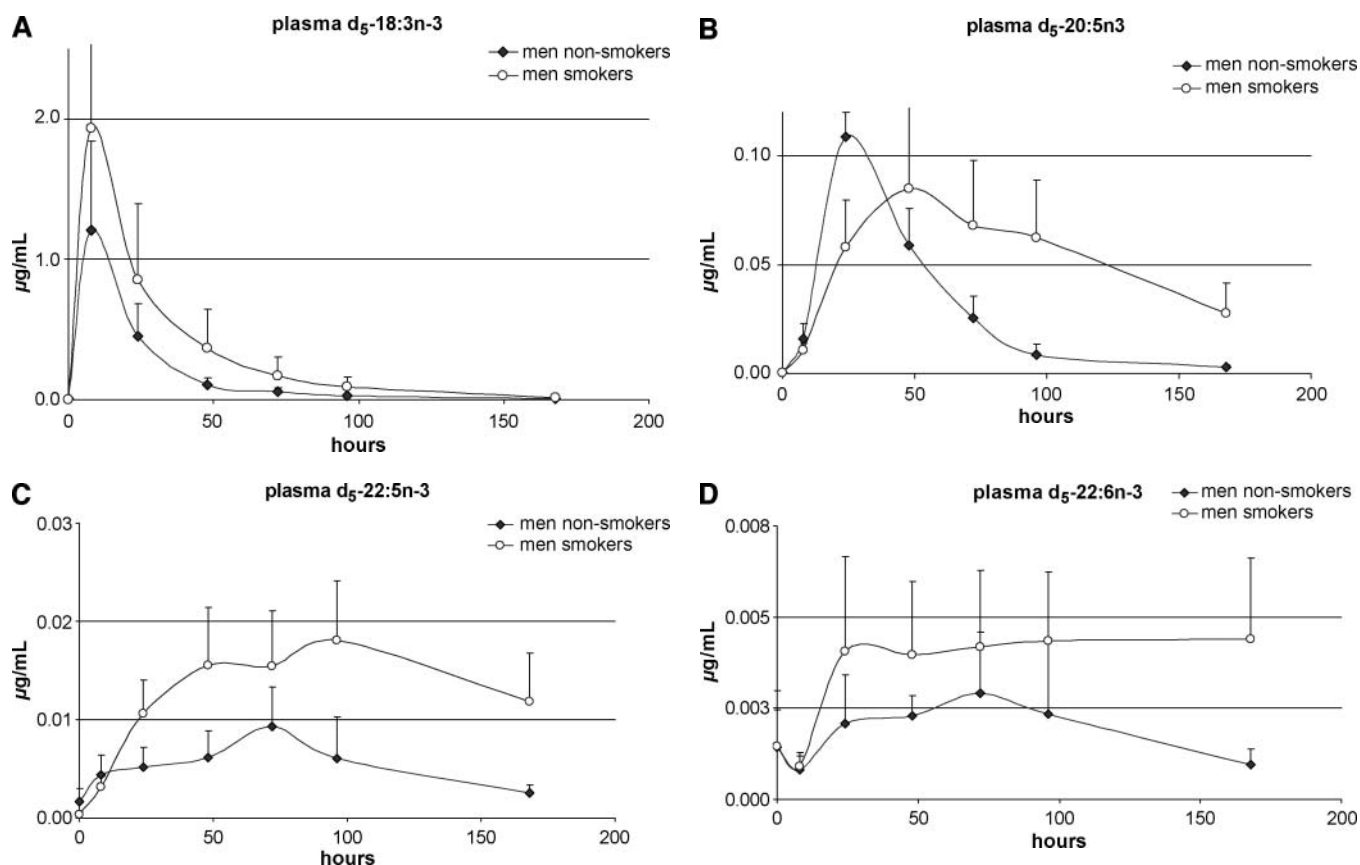 A
plasma d5-18:3n-3
men non-smokers
men smokers
2.0
1.0
0.0
µg/mL
0 50 100 150 200
hours
B
plasma d5-20:5n3
men non-smokers
men smokers
0.10
0.05
0.00
µg/mL
0 50 100 150 200
hours
C
plasma d5-22:5n-3
men non-smokers
men smokers
0.03
0.02
0.01
0.00
µg/mL
0 50 100 150 200
hours
D
plasma d5-22:6n-3
men non-smokers
men smokers
0.008
0.005
0.003
0.000
µg/mL
0 50 100 150 200
hours